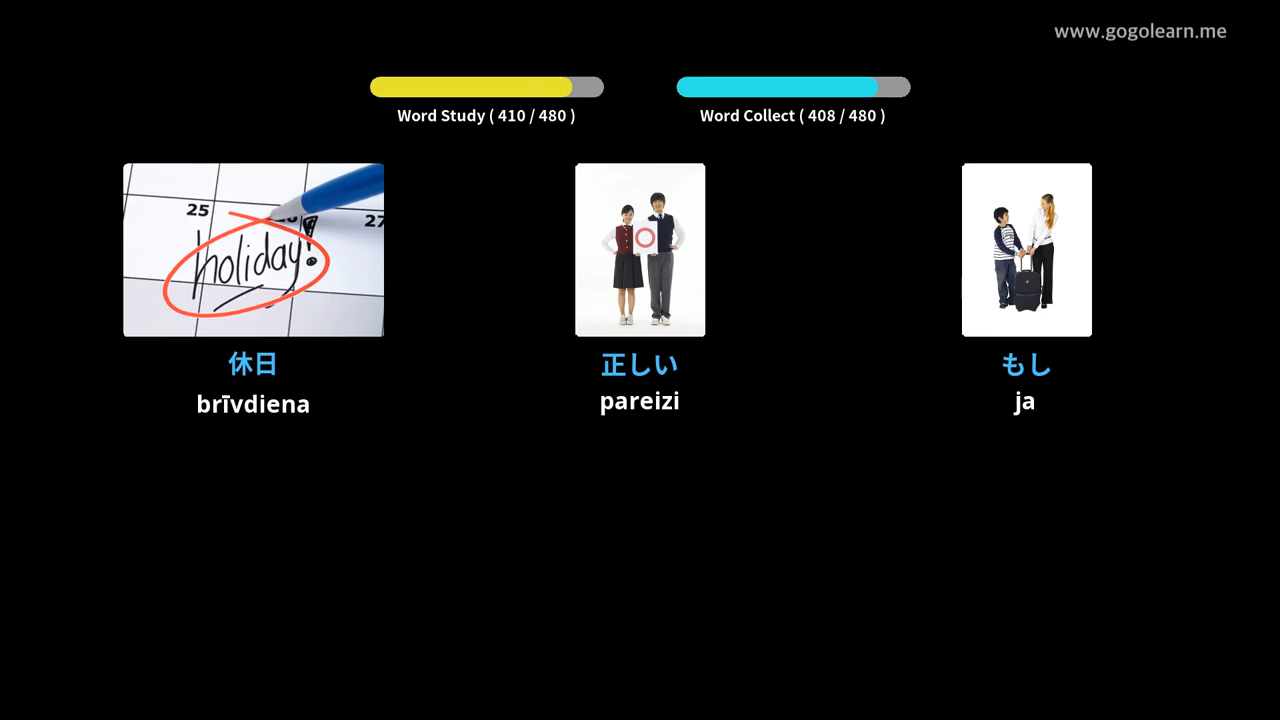 www.gogolearn.me
Word Study ( 410 / 480 )
Word Collect ( 408 / 480 )
25
27
holiday!
休日
正しい
もし
brīvdiena
pareizi
ja